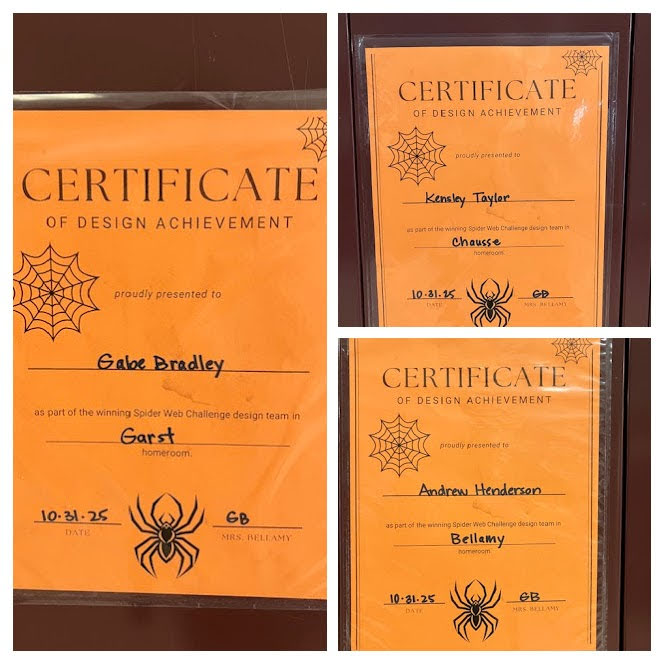 CERTIFICATE
OF DESIGN ACHIEVEMENT
proudly presented to
Gabe Bradley
as part of the winning Spider Web Challenge design team in
Garst
homeroom.
10·31·25 GB
DATE MRS. BELLAMY
CERTIFICATE
OF DESIGN ACHIEVEMENT
proudly presented to
Kensley Taylor
as part of the winning Spider Web Challenge design team in
Chausse
homeroom.
10·31·25 GB
DATE MRS. BELLAMY
CERTIFICATE
OF DESIGN ACHIEVEMENT
proudly presented to
Andrew Henderson
as part of the winning Spider Web Challenge design team in
Bellamy
homeroom.
10·31·25 GB
DATE MRS. BELLAMY